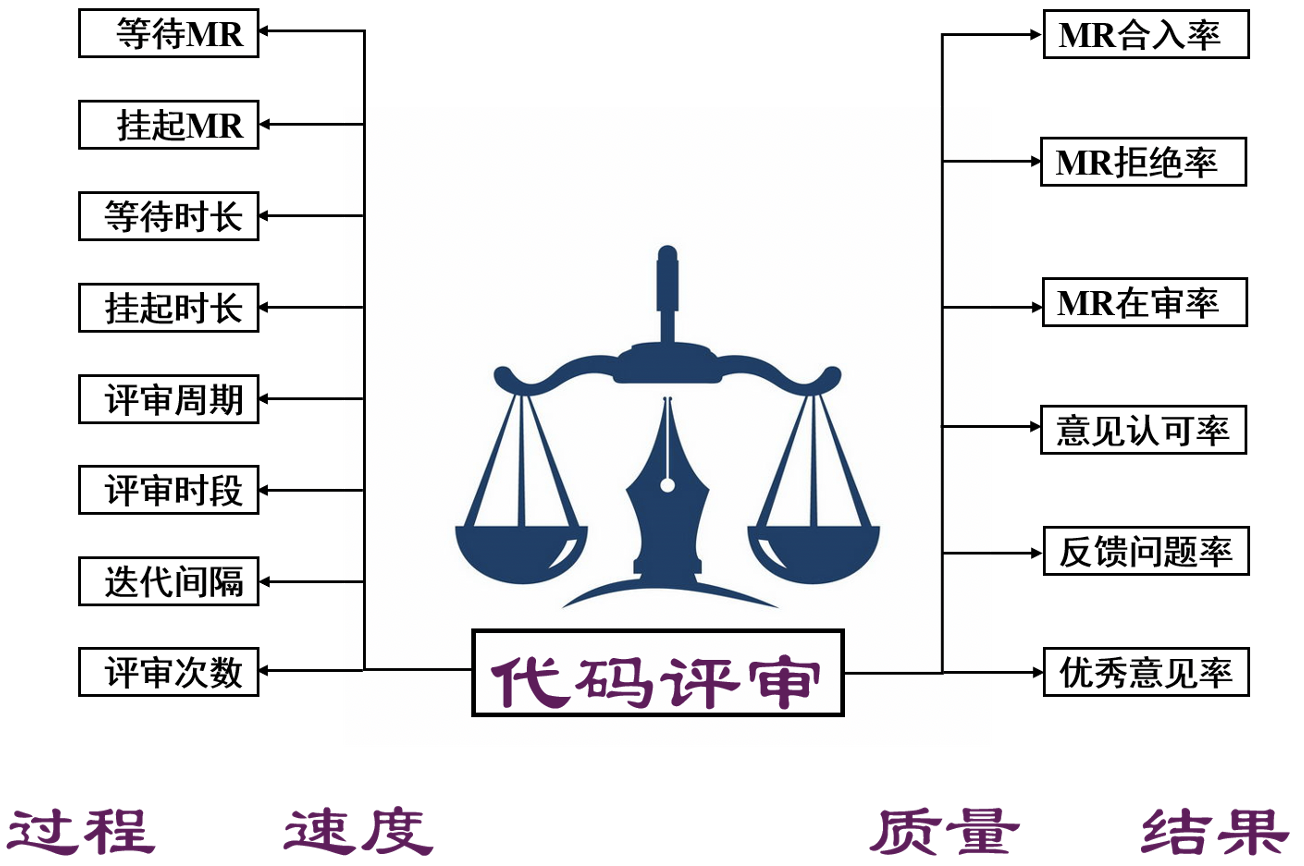 等待MR
挂起MR
等待时长
挂起时长
评审周期
评审时段
迭代间隔
评审次数
MR合入率
MR拒绝率
MR在审率
意见认可率
反馈问题率
优秀意见率
代码评审
过程 速度 质量 结果